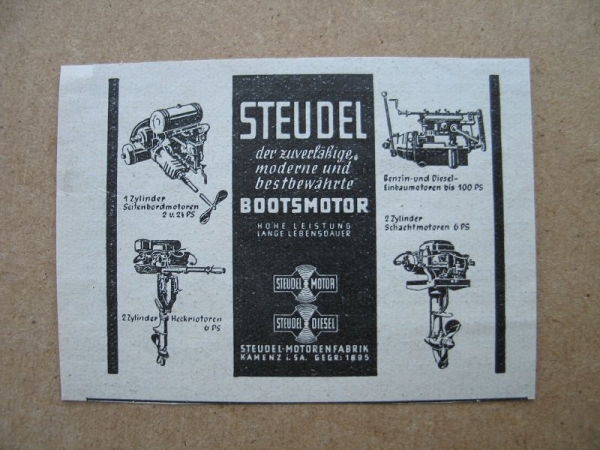 STEUDEL
der zuverläßige,
moderne und
bestbewährte
BOOTSMOTOR
HOHE LEISTUNG
LANGE LEBENSDAUER
STEUDEL MOTOR
STEUDEL DIESEL
STEUDEL-MOTORENFABRIK
KAMENZ i. SA. GEGR: 1895
1 Zylinder
Seitenbordmotoren
2 u. 2½ PS
2 Zylinder Heckmotoren
6 PS
Benzin-und Diesel-
Einbaumotoren bis 100 PS
2 Zylinder
Schachtmotoren 6 PS